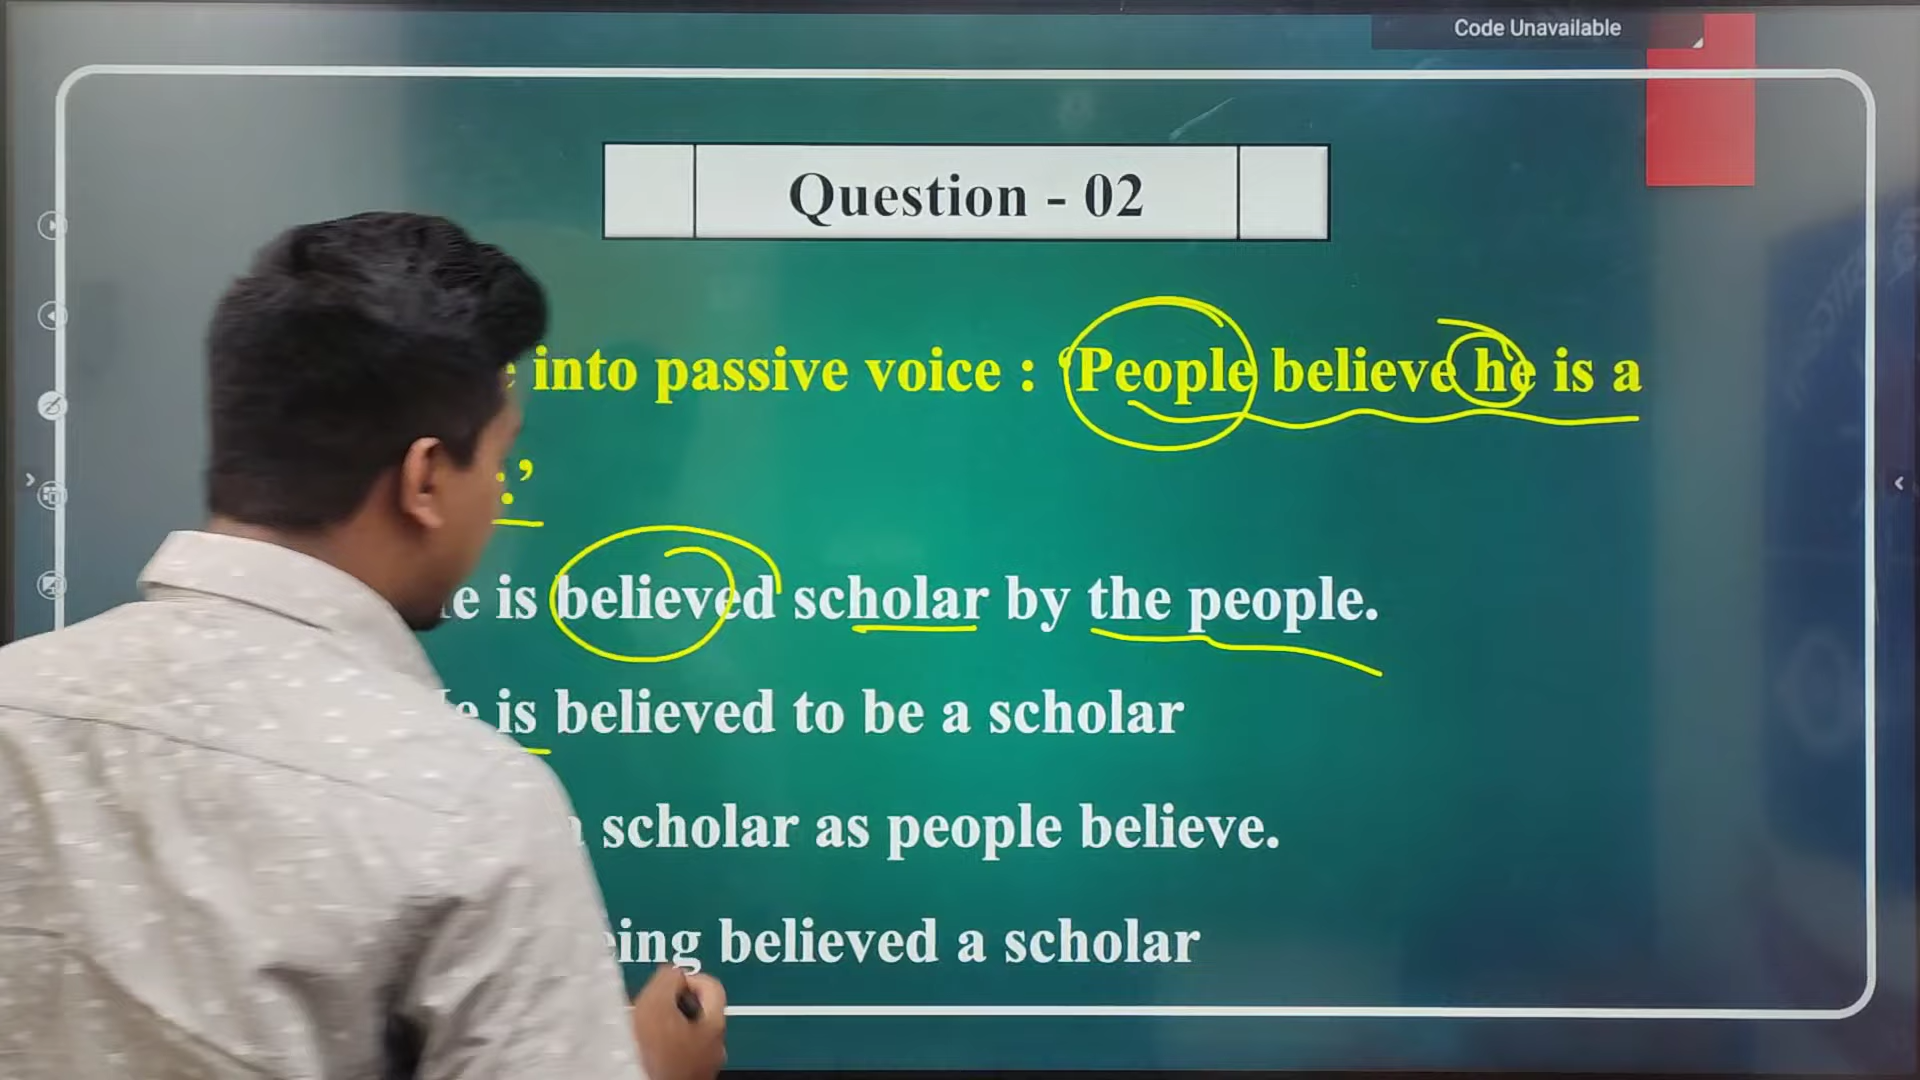 Code Unavailable
Question - 02
into passive voice : ‘People believe he is a
.’
is believed scholar by the people.
is believed to be a scholar
scholar as people believe.
believed a scholar